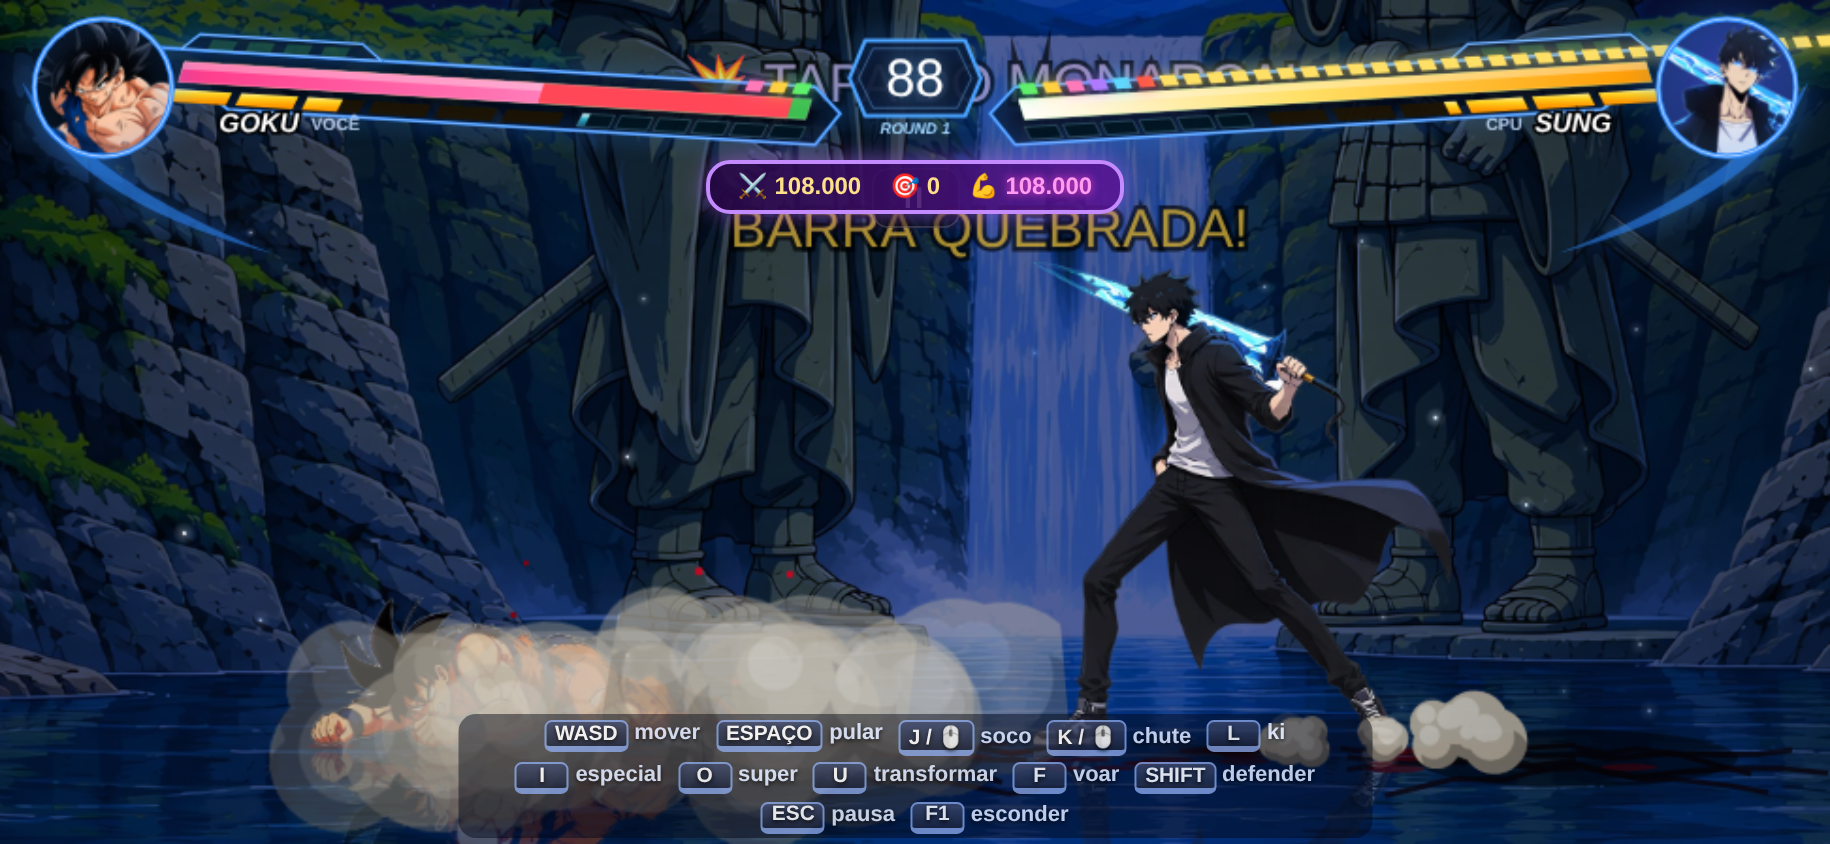 88
ROUND 1
GOKU VOCÊ
CPU SUNG
108.000 0 108.000
BARRA QUEBRADA!
WASD mover ESPAÇO pular J / soco K / chute L ki
I especial O super U transformar F voar SHIFT defender
ESC pausa F1 esconder